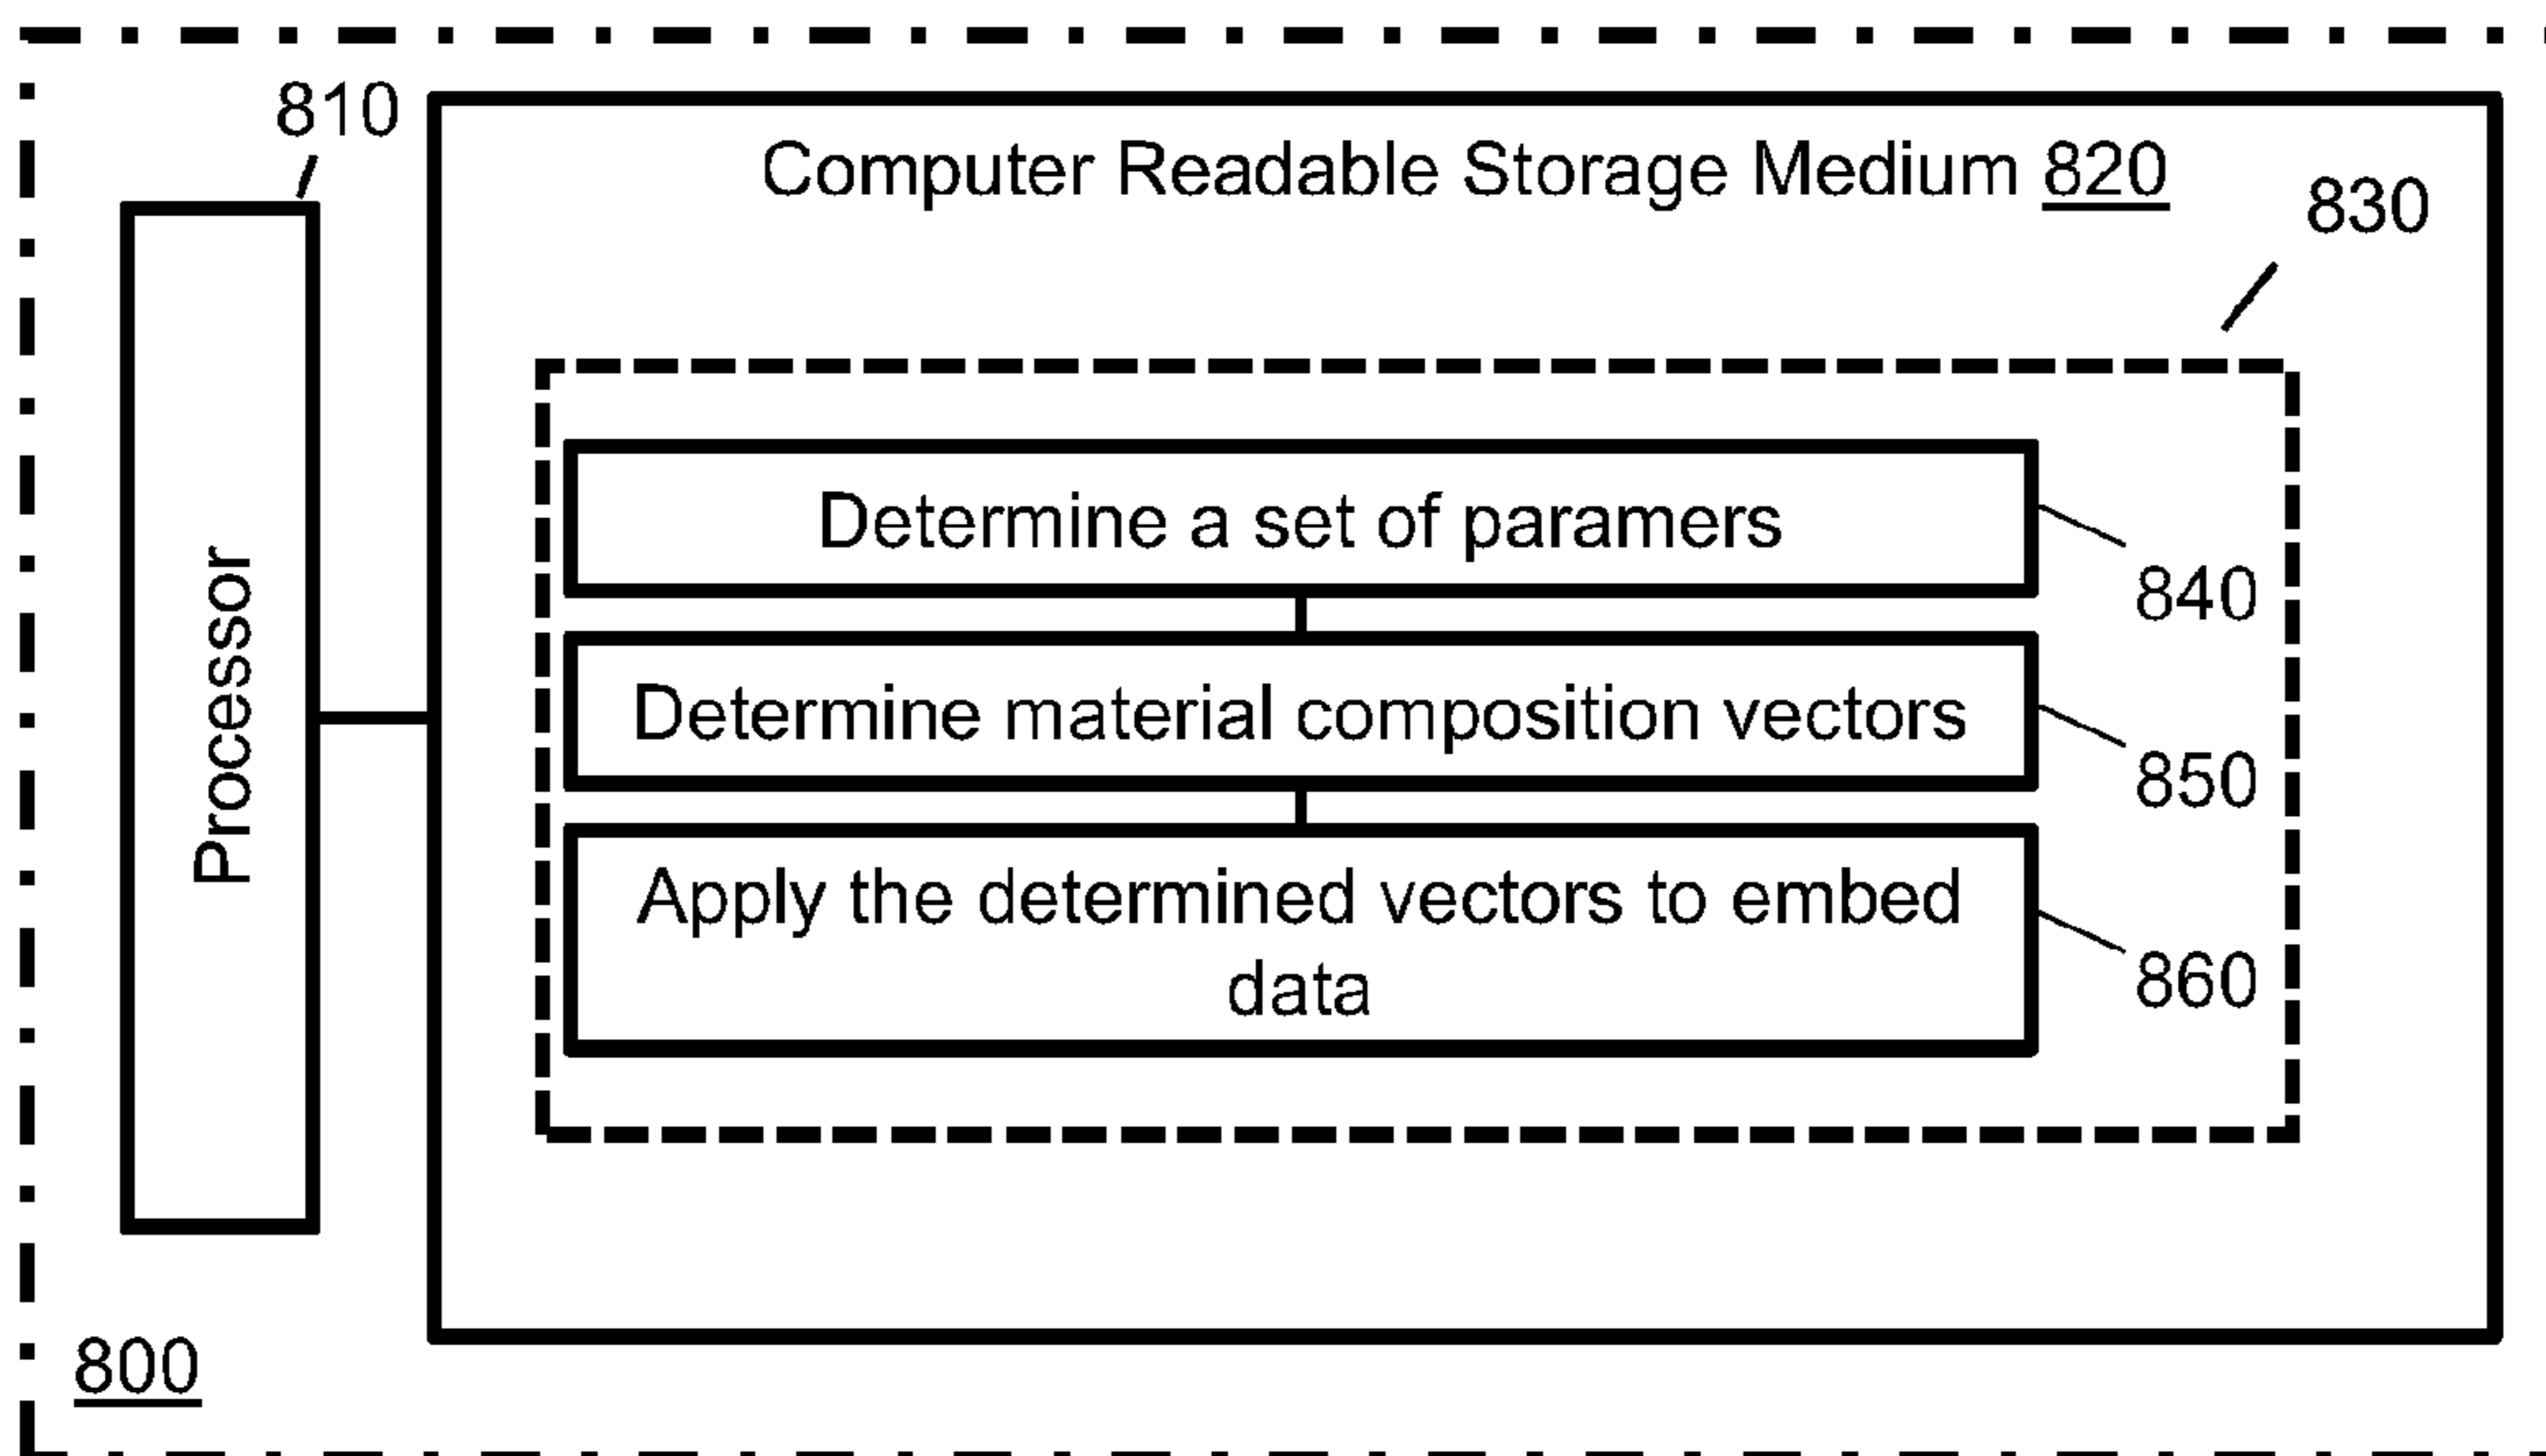 810
Computer Readable Storage Medium 820
830
Processor
Determine a set of paramers
840
Determine material composition vectors
850
Apply the determined vectors to embed
data
860
800